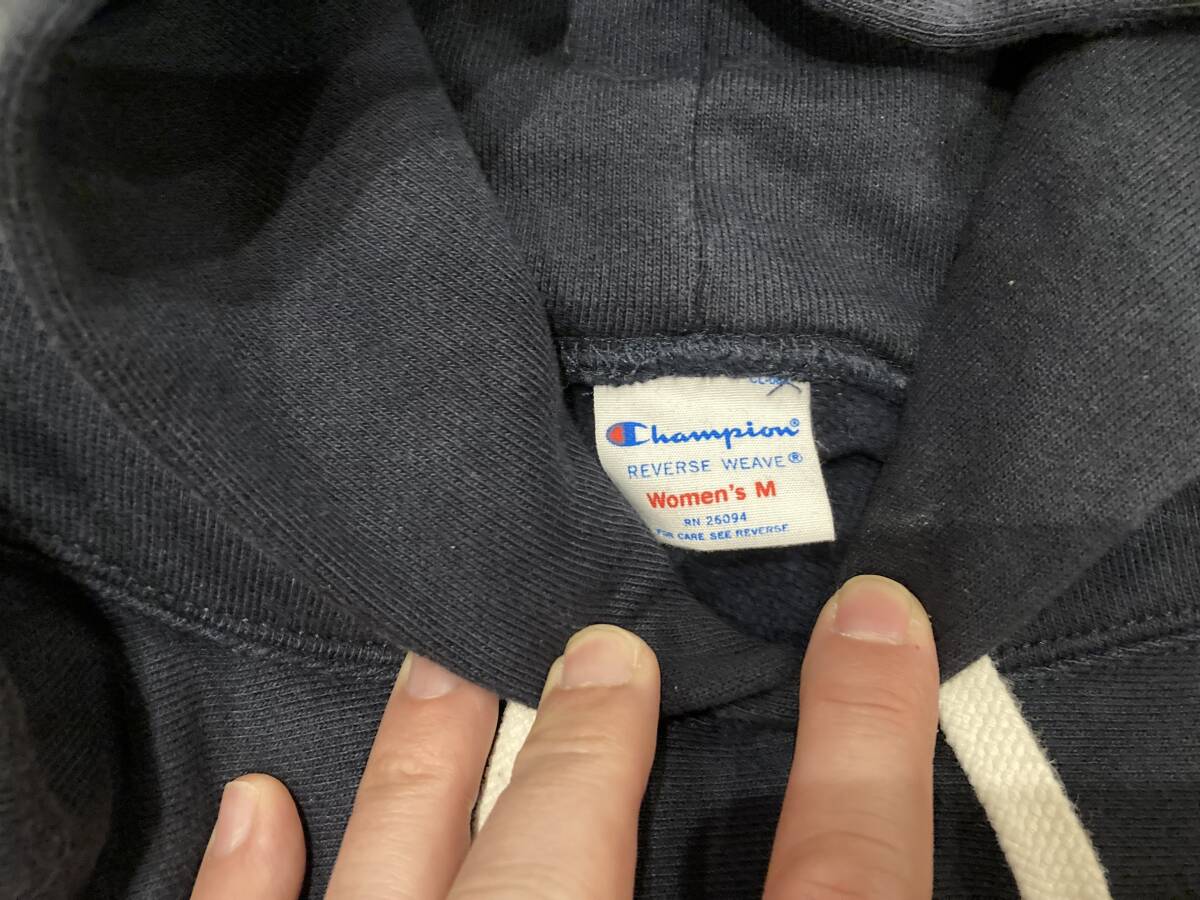 Champion®
REVERSE WEAVE®
Women's M
RN 26094
FOR CARE SEE REVERSE